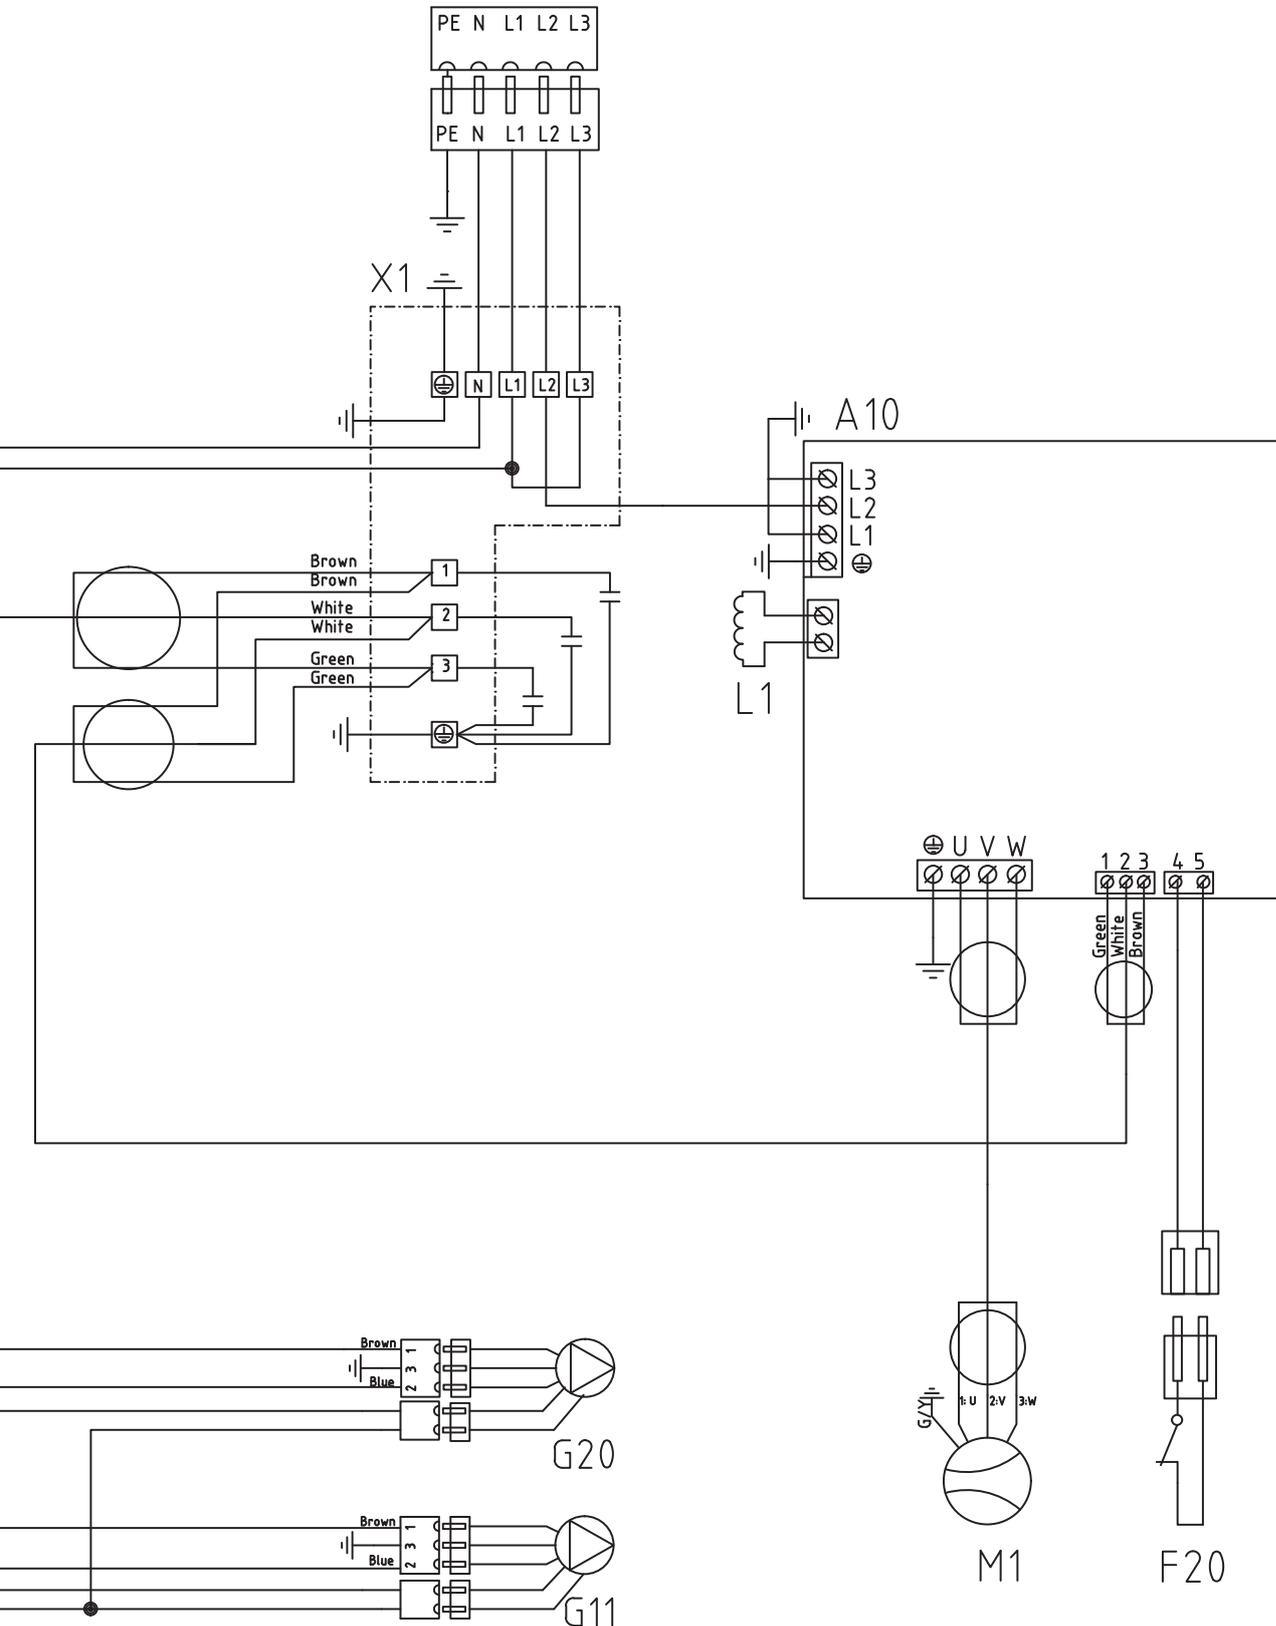 PE N L1 L2 L3
PE N L1 L2 L3
X1
N L1 L2 L3
A10
L3
L2
L1
Brown
Brown
1
White
White
2
Green
Green
3
L1
U V W
1 2 3 4 5
Green
White
Brown
Brown
1
3
Blue
2
G20
G/Y
1: U 2:V 3:W
Brown
1
3
Blue
2
G11
M1
F20